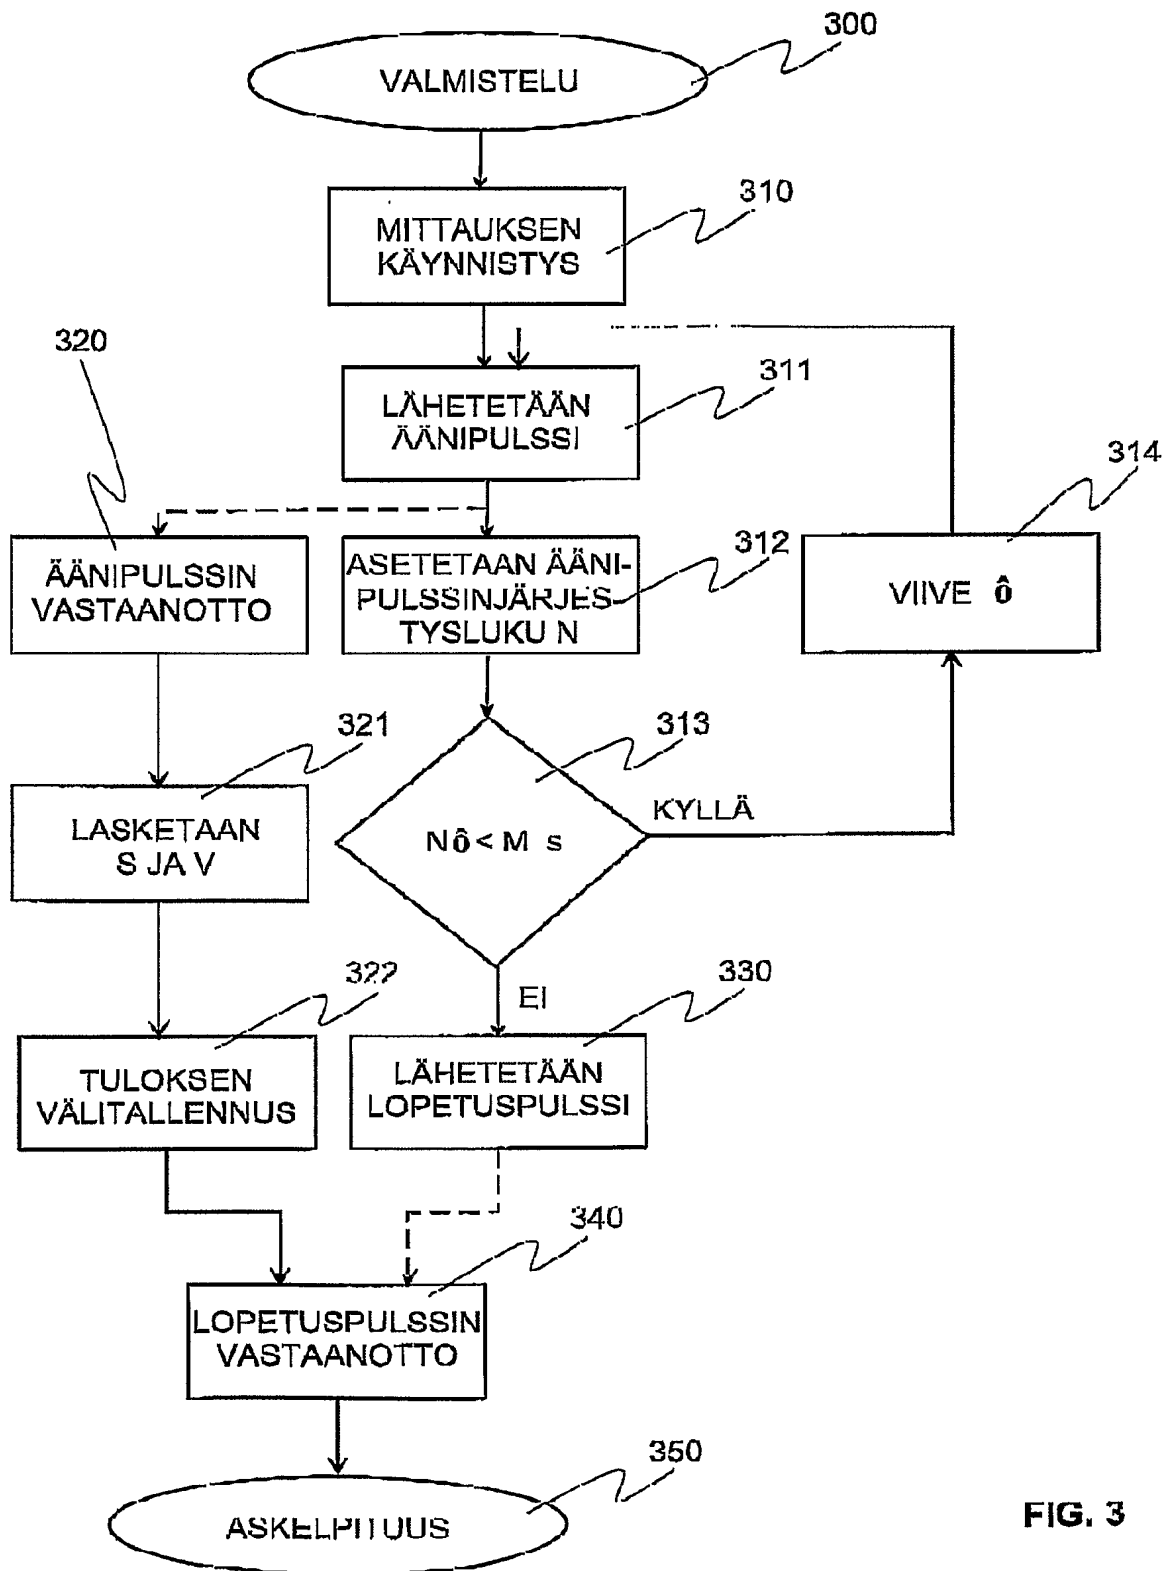 300
VALMISTELU
310
MITTAUKSEN
KÄYNNISTYS
320
311
LÄHETETÄÄN
ÄÄNIPULSSI
314
312
ÄÄNIPULSSIN
VASTAANOTTO
ASETETAAN ÄÄNI-
PULSSINJÄRJES
TYSLUKU N
VIIVE ô
321
313
LASKETAAN
S JA V
Nô < M s
KYLLÄ
322
EI
330
TULOKSEN
VÄLITALLENNUS
LÄHETETÄÄN
LOPETUSPULSSI
340
LOPETUSPULSSIN
VASTAANOTTO
350
ASKELPITUUS
FIG. 3